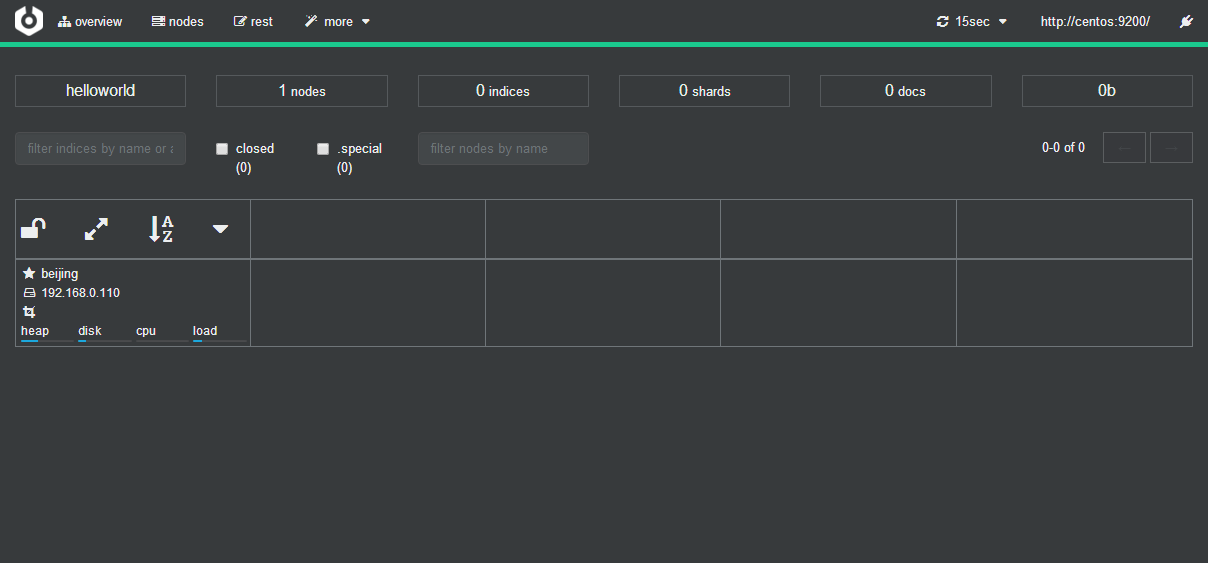 overview nodes rest more 15sec http://centos:9200/
helloworld 1 nodes 0 indices 0 shards 0 docs 0b
filter indices by name or a closed .special filter nodes by name 0-0 of 0
(0) (0)
A
Z
beijing
192.168.0.110
heap disk cpu load